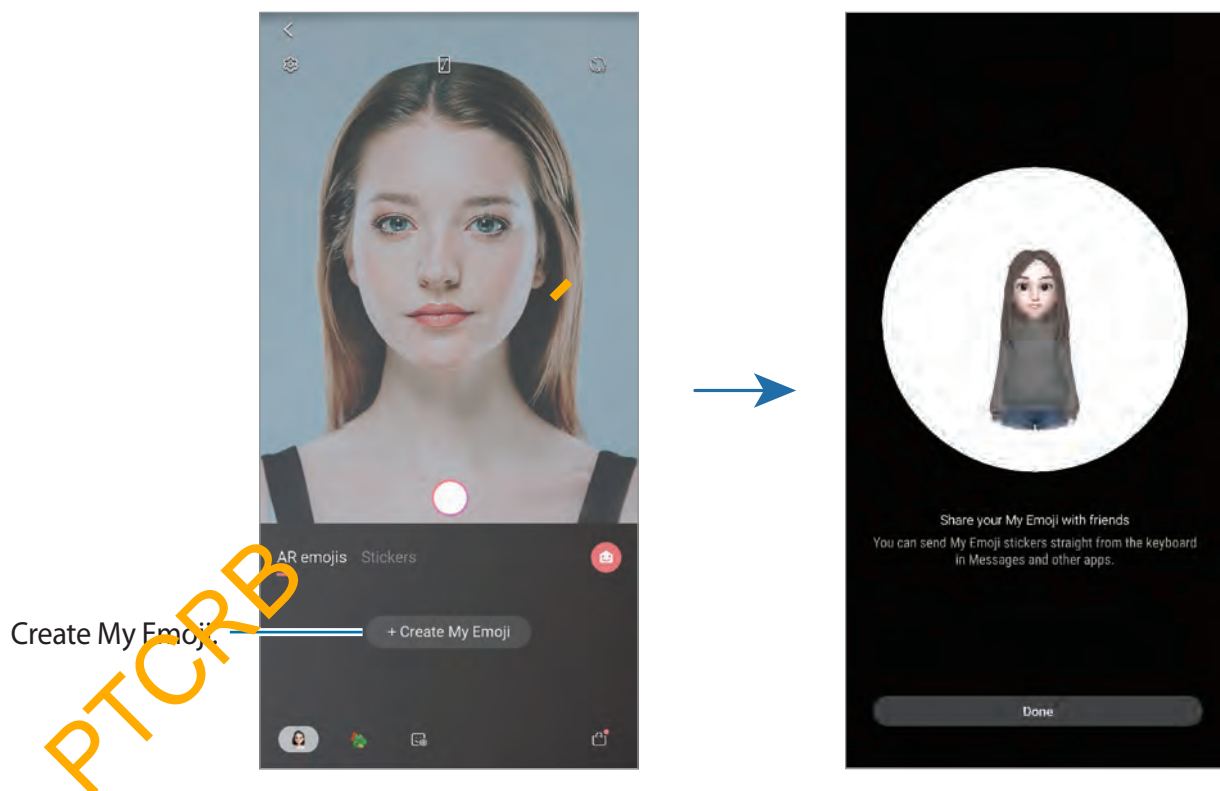 AR emojis Stickers
+ Create My Emoji
Create My Emoji.
PTCRB
Share your My Emoji with friends
You can send My Emoji stickers straight from the keyboard
in Messages and other apps.
Done